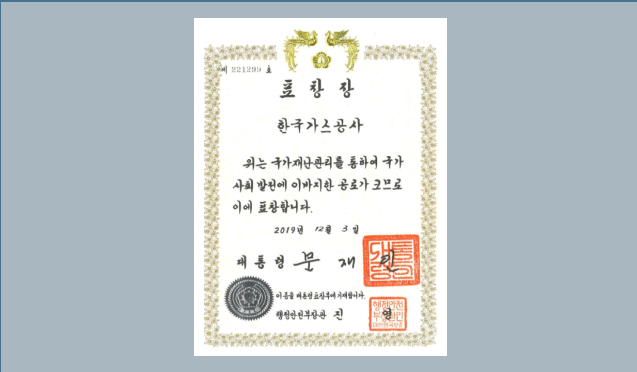 제 221299 호
표 창 장
한국가스공사
위는 국가재난관리를 통하여 국가
사회발전에 이바지한 공로가 크므로
이에 표창합니다.
2019년 12월 3일
대통령 문 재 인
이 증을 대통령표창부에 기재합니다.
행정안전부장관 진 영